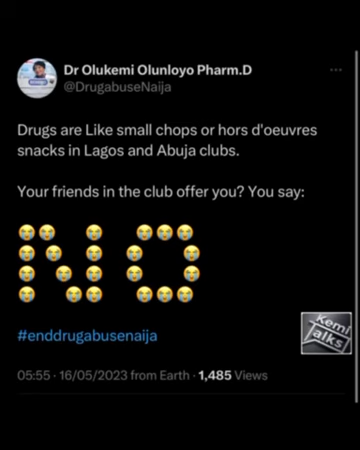 Dr Olukemi Olunloyo Pharm.D
@DrugabuseNaija
Drugs are Like small chops or hors d'oeuvres
snacks in Lagos and Abuja clubs.
Your friends in the club offer you? You say:
NO
#enddrugabusenaija
Kemi
talks
05:55 · 16/05/2023 from Earth · 1,485 Views